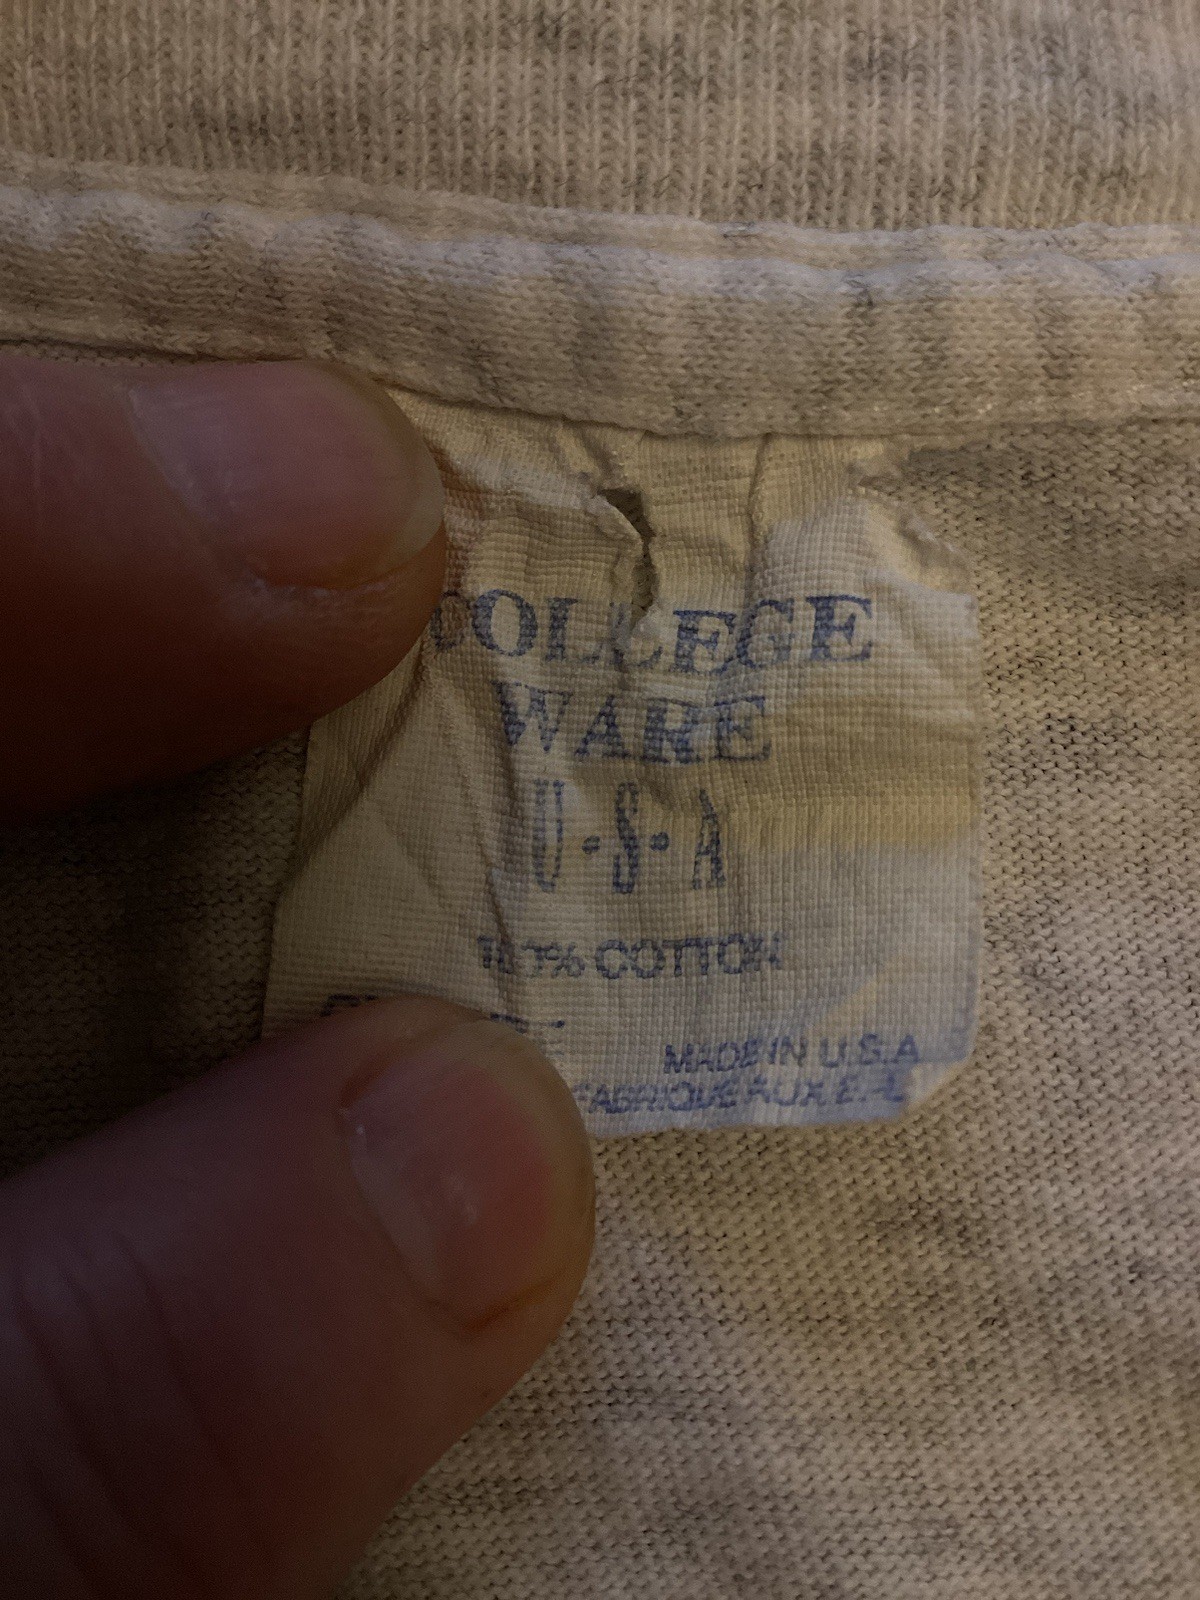 COLLEGE
WARE
U·S·A
100% COTTON
MADE IN U.S.A
FABRIQUE AUX E.-U